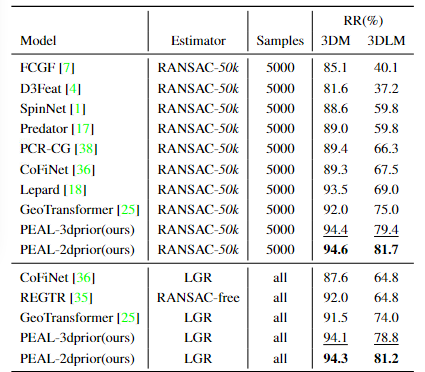 RR(%)
Model Estimator Samples 3DM 3DLM
FCGF [7] RANSAC-50k 5000 85.1 40.1
D3Feat [4] RANSAC-50k 5000 81.6 37.2
SpinNet [1] RANSAC-50k 5000 88.6 59.8
Predator [17] RANSAC-50k 5000 89.0 59.8
PCR-CG [38] RANSAC-50k 5000 89.4 66.3
CoFiNet [36] RANSAC-50k 5000 89.3 67.5
Lepard [18] RANSAC-50k 5000 93.5 69.0
GeoTransformer [25] RANSAC-50k 5000 92.0 75.0
PEAL-3dprior(ours) RANSAC-50k 5000 94.4 79.4
PEAL-2dprior(ours) RANSAC-50k 5000 94.6 81.7
CoFiNet [36] LGR all 87.6 64.8
REGTR [35] RANSAC-free all 92.0 64.8
GeoTransformer [25] LGR all 91.5 74.0
PEAL-3dprior(ours) LGR all 94.1 78.8
PEAL-2dprior(ours) LGR all 94.3 81.2